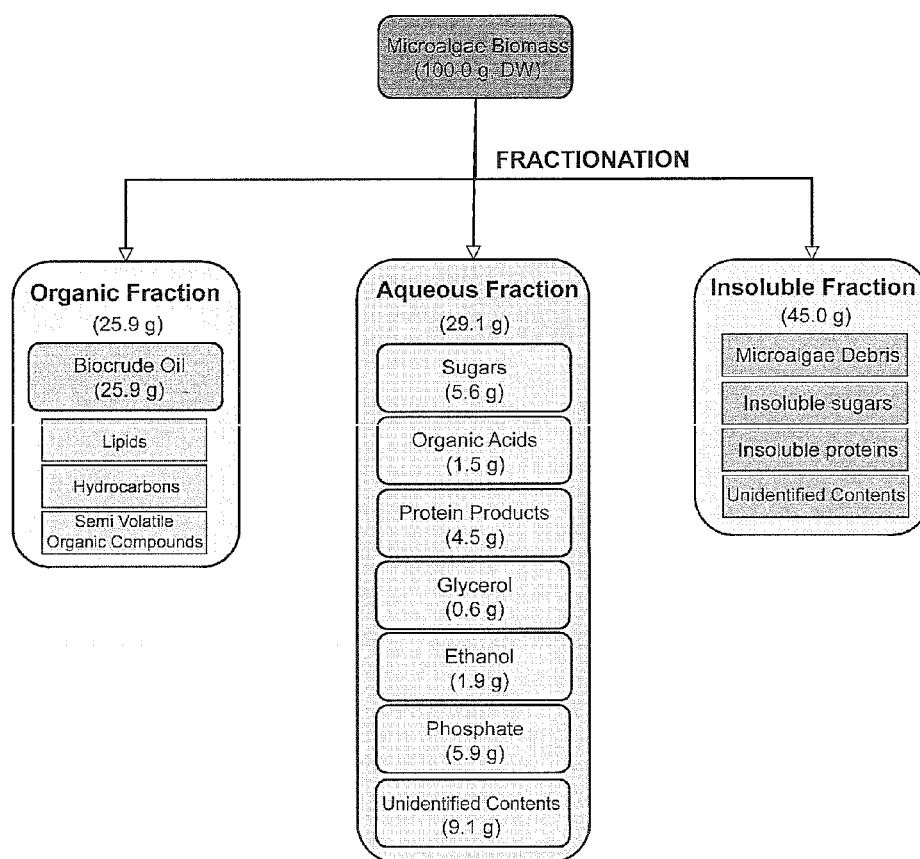 Microalgae Biomass
(100.0 g, DW)
FRACTIONATION
Organic Fraction
(25.9 g)
Biocrude Oil
(25.9 g)
Lipids
Hydrocarbons
Semi Volatile
Organic Compounds
Aqueous Fraction
(29.1 g)
Sugars
(5.6 g)
Organic Acids
(1.5 g)
Protein Products
(4.5 g)
Glycerol
(0.6 g)
Ethanol
(1.9 g)
Phosphate
(5.9 g)
Unidentified Contents
(9.1 g)
Insoluble Fraction
(45.0 g)
Microalgae Debris
Insoluble sugars
Insoluble proteins
Unidentified Contents